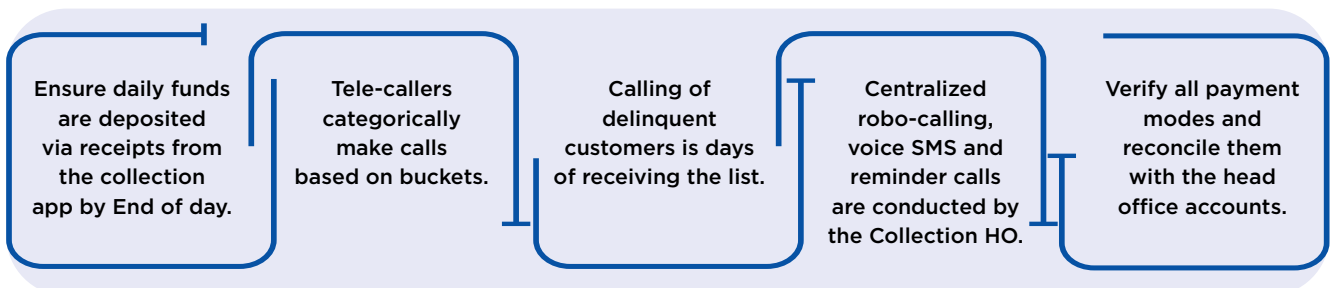 Ensure daily funds
are deposited
via receipts from
the collection
app by End of day.
Tele-callers
categorically
make calls
based on buckets.
Calling of
delinquent
customers is days
of receiving the list.
Centralized
robo-calling,
voice SMS and
reminder calls
are conducted by
the Collection HO.
Verify all payment
modes and
reconcile them
with the head
office accounts.